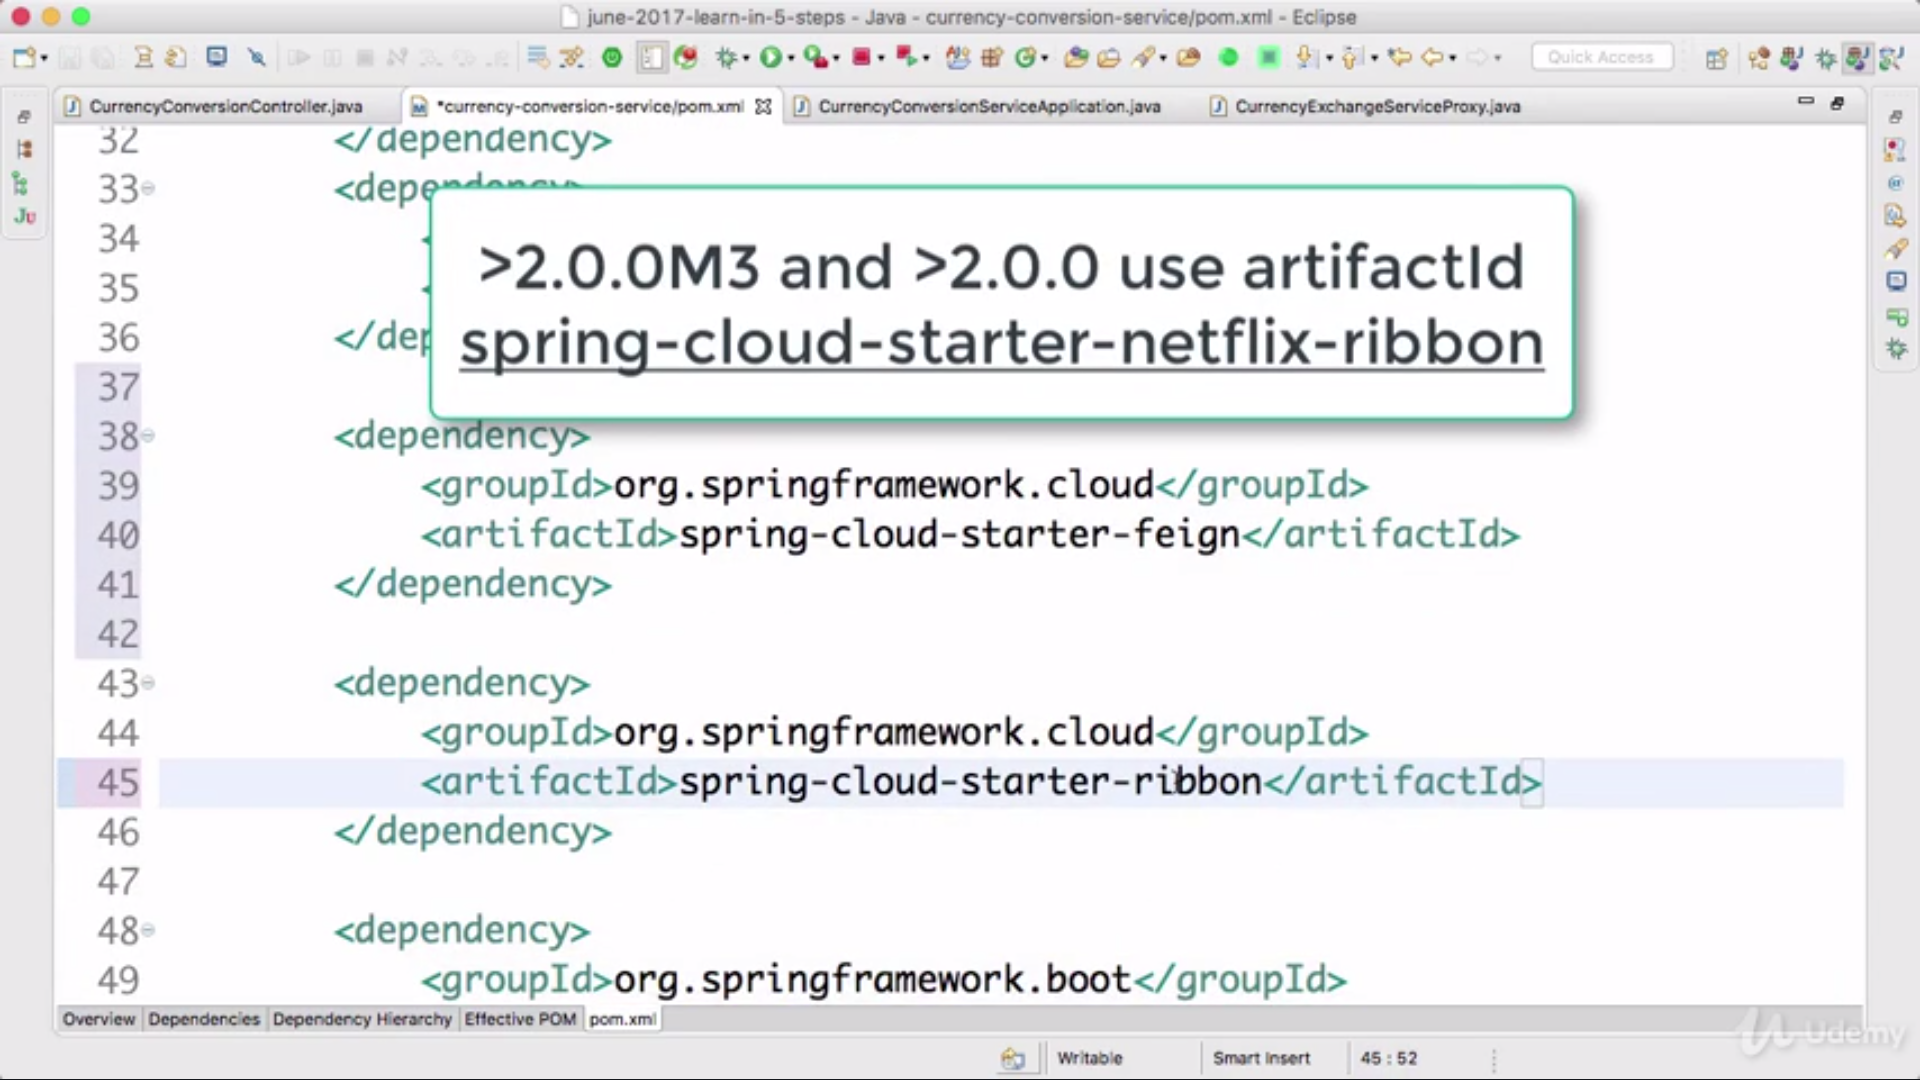 june-2017-learn-in-5-steps - Java - currency-conversion-service/pom.xml - Eclipse
Quick Access
CurrencyConversionController.java
*currency-conversion-service/pom.xml
CurrencyConversionServiceApplication.java
CurrencyExchangeServiceProxy.java
32 </dependency>
33
34
35
36
37
>2.0.0M3 and >2.0.0 use artifactId
spring-cloud-starter-netflix-ribbon
38 <dependency>
39 <groupId>org.springframework.cloud</groupId>
40 <artifactId>spring-cloud-starter-feign</artifactId>
41 </dependency>
42
43 <dependency>
44 <groupId>org.springframework.cloud</groupId>
45 <artifactId>spring-cloud-starter-ribbon</artifactId>
46 </dependency>
47
48 <dependency>
49 <groupId>org.springframework.boot</groupId>
Overview Dependencies Dependency Hierarchy Effective POM pom.xml
Udemy
Writable Smart Insert 45 : 52